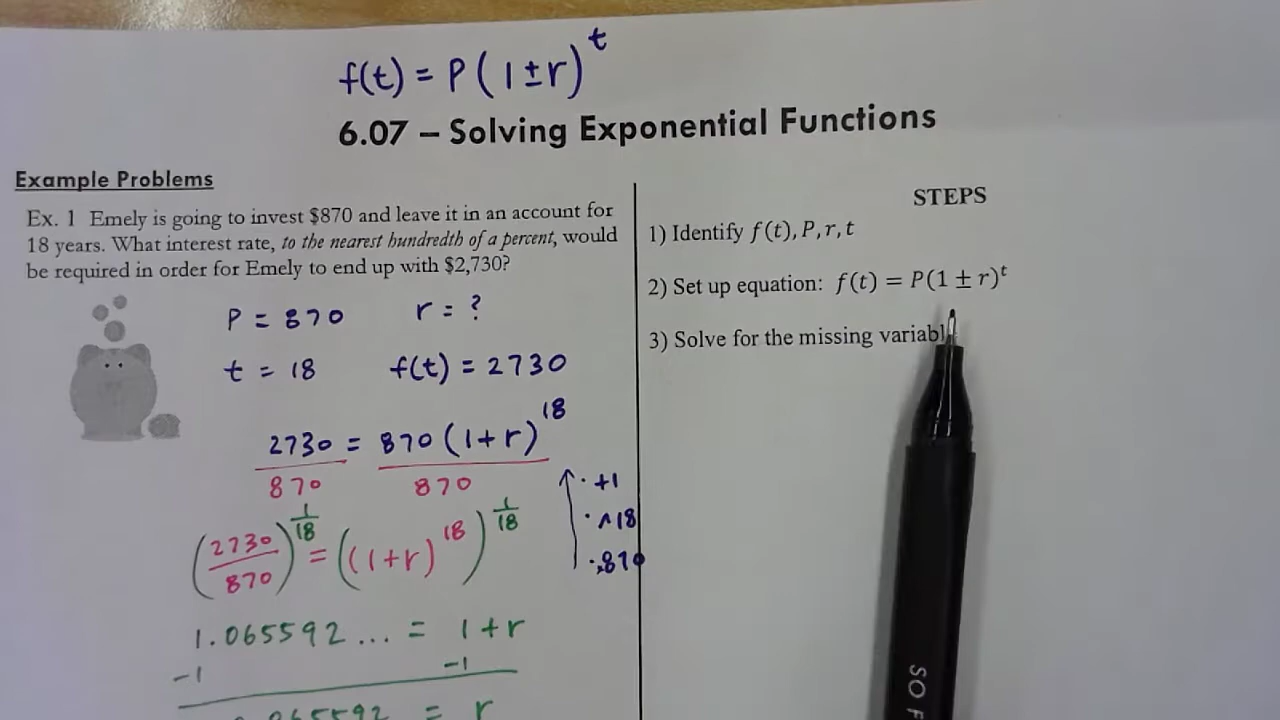 f(t) = P(1±r)^t
6.07 – Solving Exponential Functions
Example Problems
Ex. 1 Emely is going to invest $870 and leave it in an account for
18 years. What interest rate, to the nearest hundredth of a percent, would
be required in order for Emely to end up with $2,730?
P = 870 r = ?
t = 18 f(t) = 2730
2730 = 870(1+r)^18
870 870
(2730/870)^1/18 = ((1+r)^18)^1/18
1.065592... = 1+r
-1 -1
.065592 = r
· +1
· ^18
· 870
STEPS
1) Identify f(t), P, r, t
2) Set up equation: f(t) = P(1 ± r)^t
3) Solve for the missing
SO F